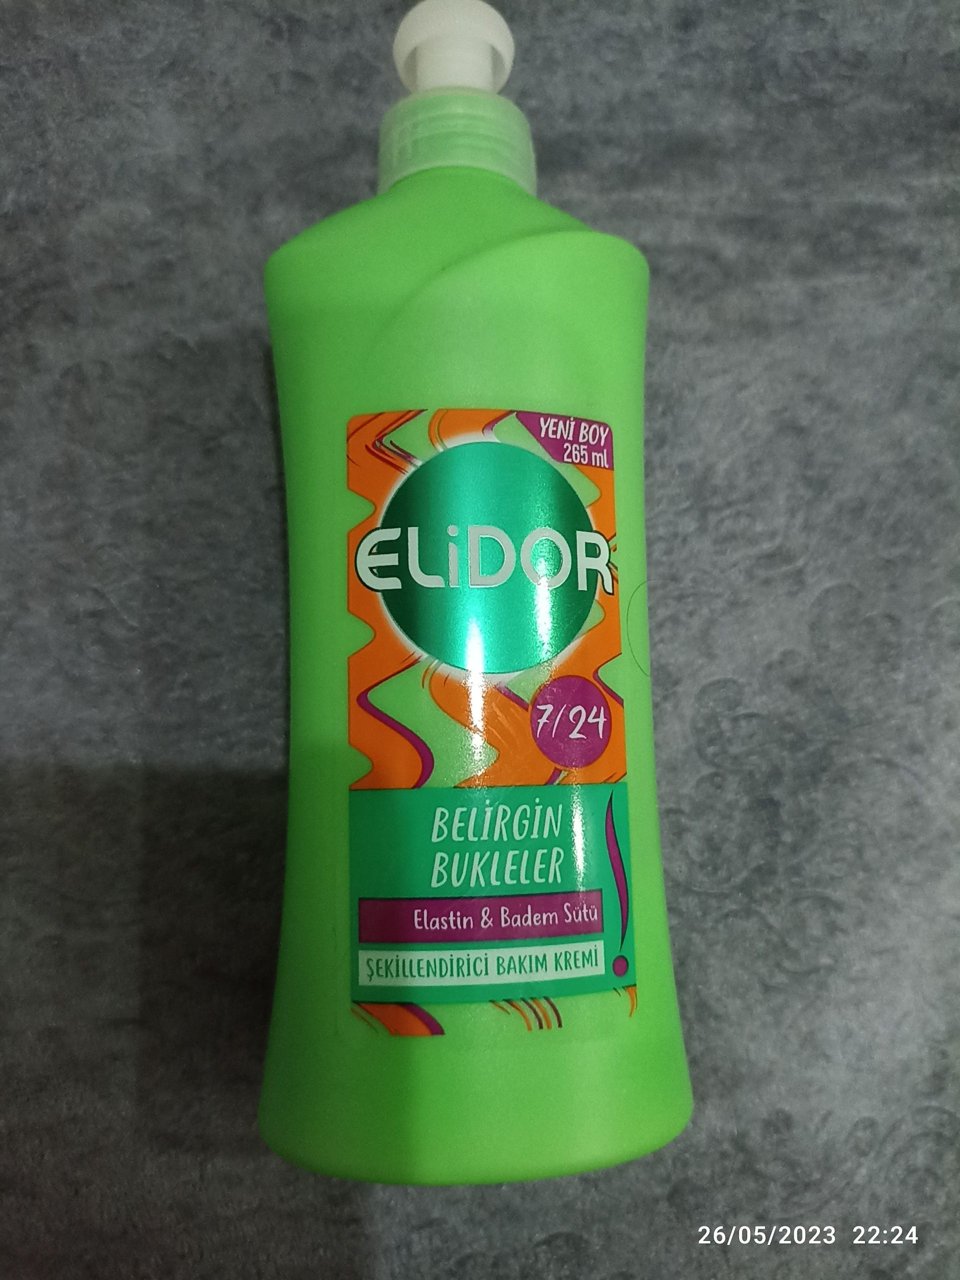 YENİ BOY
265 ml
ELiDOR
7/24
BELİRGİN
BUKLELER
Elastin & Badem Sütü
ŞEKİLLENDİRİCİ BAKIM KREMİ
26/05/2023 22:24